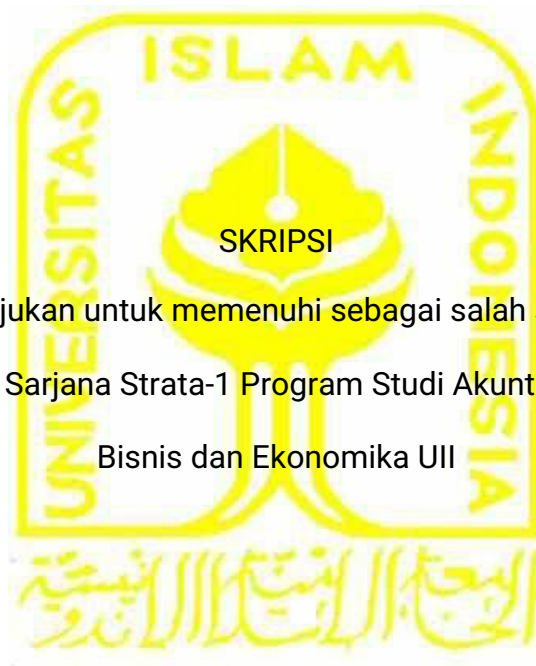 ISLAM
UNIVERSITAS
INDONESIA
SKRIPSI
jukan untuk memenuhi sebagai salah
Sarjana Strata-1 Program Studi Akunt
Bisnis dan Ekonomika UII